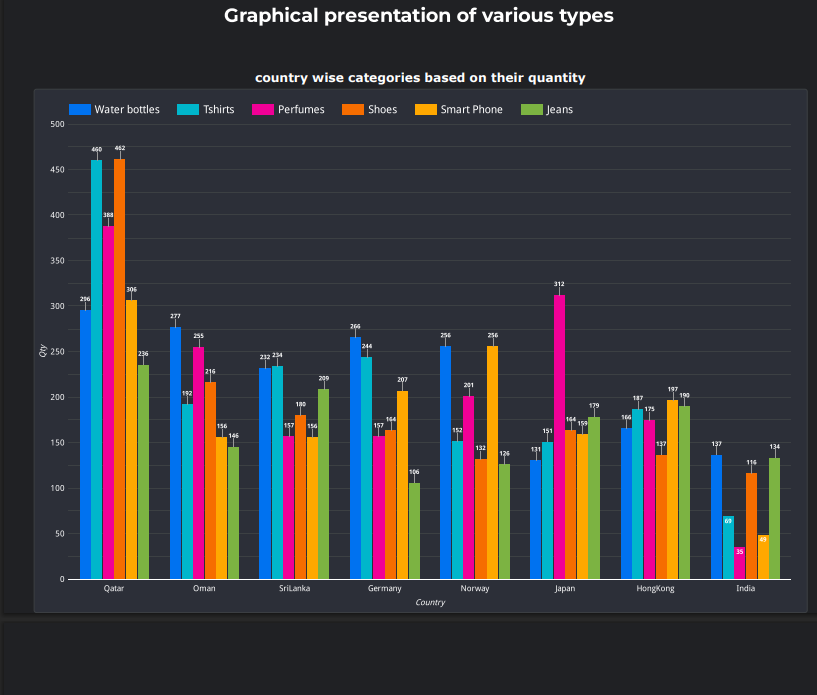 Graphical presentation of various types
country wise categories based on their quantity
Water bottles Tshirts Perfumes Shoes Smart Phone Jeans
500
450
400
350
300
250
200
150
100
50
0
Qty
296 460 388 462 306 236
277 192 255 216 156 146
232 234 157 180 156 209
266 244 157 164 207 106
256 152 201 132 256 126
131 151 312 164 159 179
166 187 175 137 197 190
137 69 35 116 49 134
Qatar Oman SriLanka Germany Norway Japan HongKong India
Country